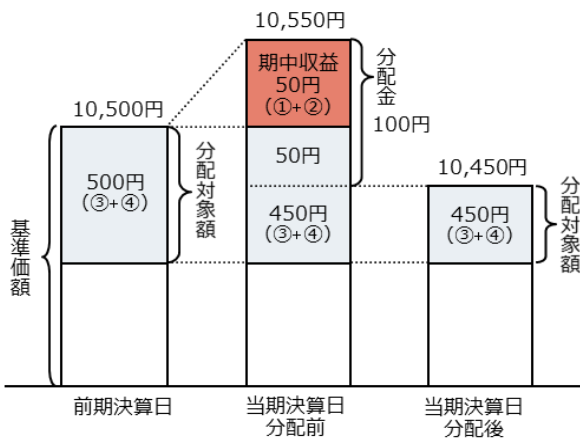 10,550円
期中収益
50円
(①+②)
分配金
100円
10,500円
500円
(③+④)
分配対象額
50円
450円
(③+④)
10,450円
450円
(③+④)
分配対象額
基準価額
前期決算日
当期決算日
分配前
当期決算日
分配後